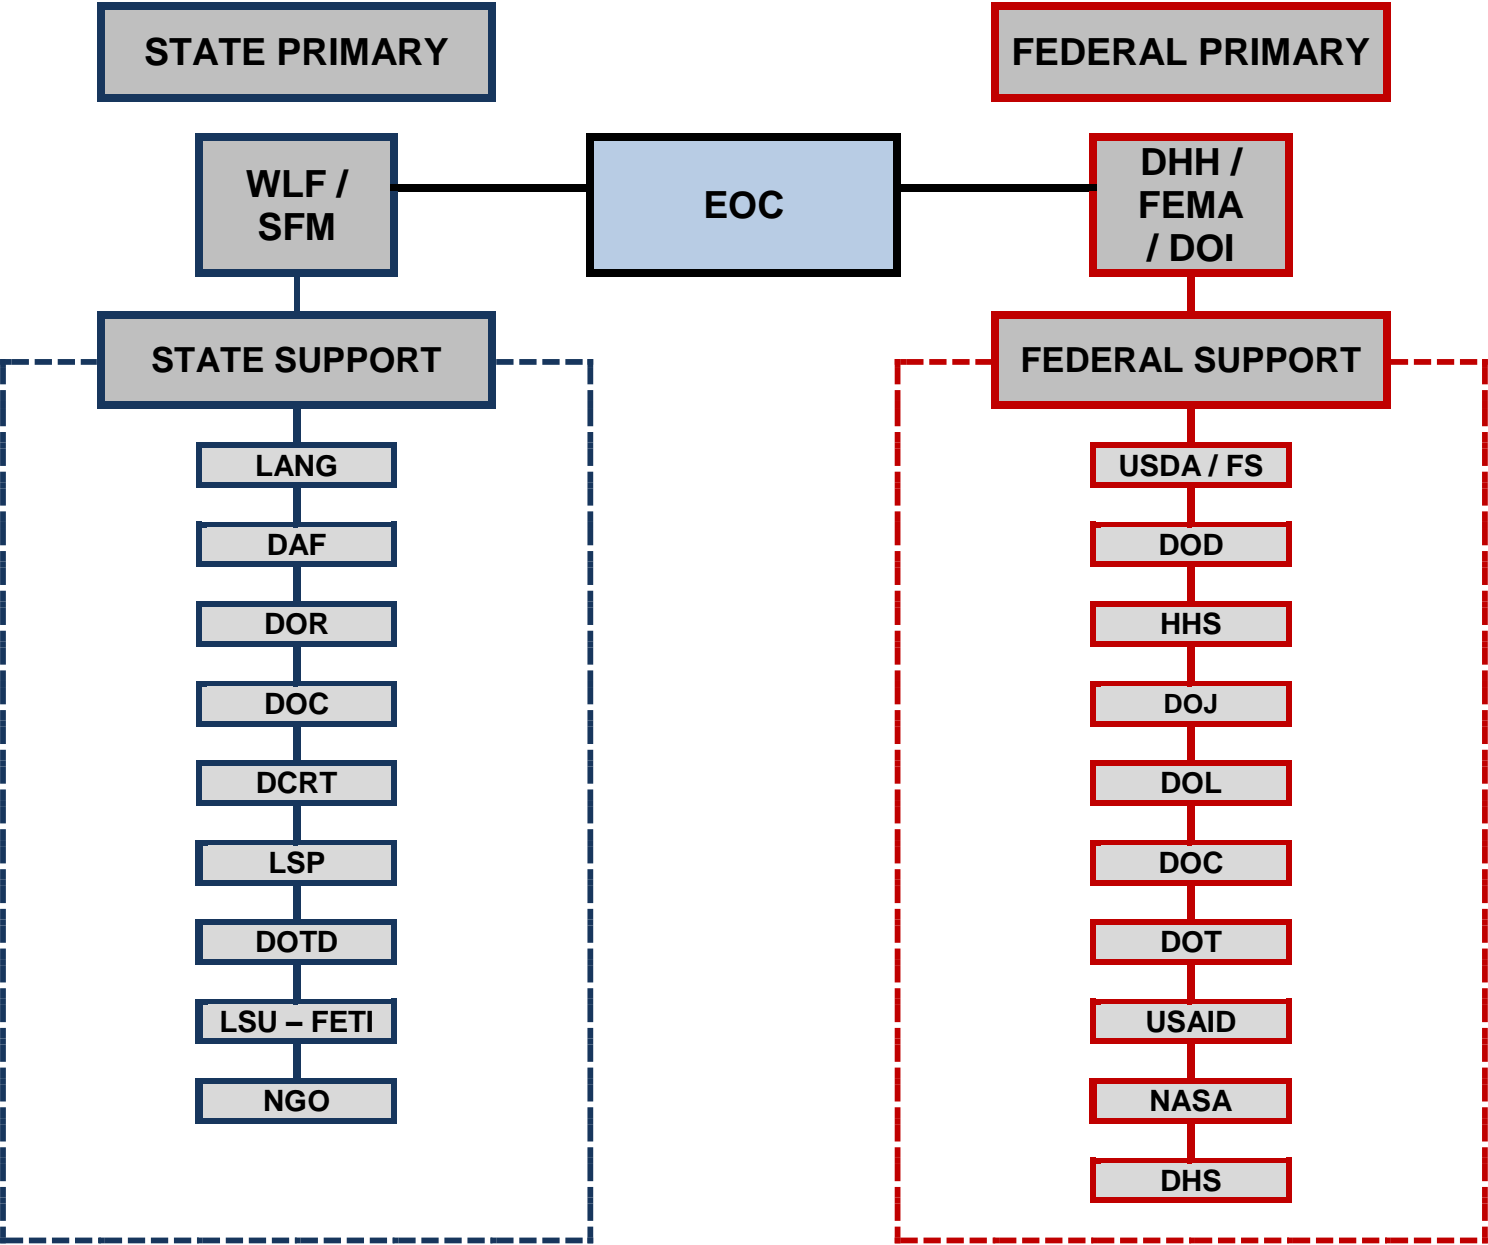 STATE PRIMARY
FEDERAL PRIMARY
WLF /
SFM
EOC
DHH /
FEMA
/ DOI
STATE SUPPORT
LANG
DAF
DOR
DOC
DCRT
LSP
DOTD
LSU – FETI
NGO
FEDERAL SUPPORT
USDA / FS
DOD
HHS
DOJ
DOL
DOC
DOT
USAID
NASA
DHS